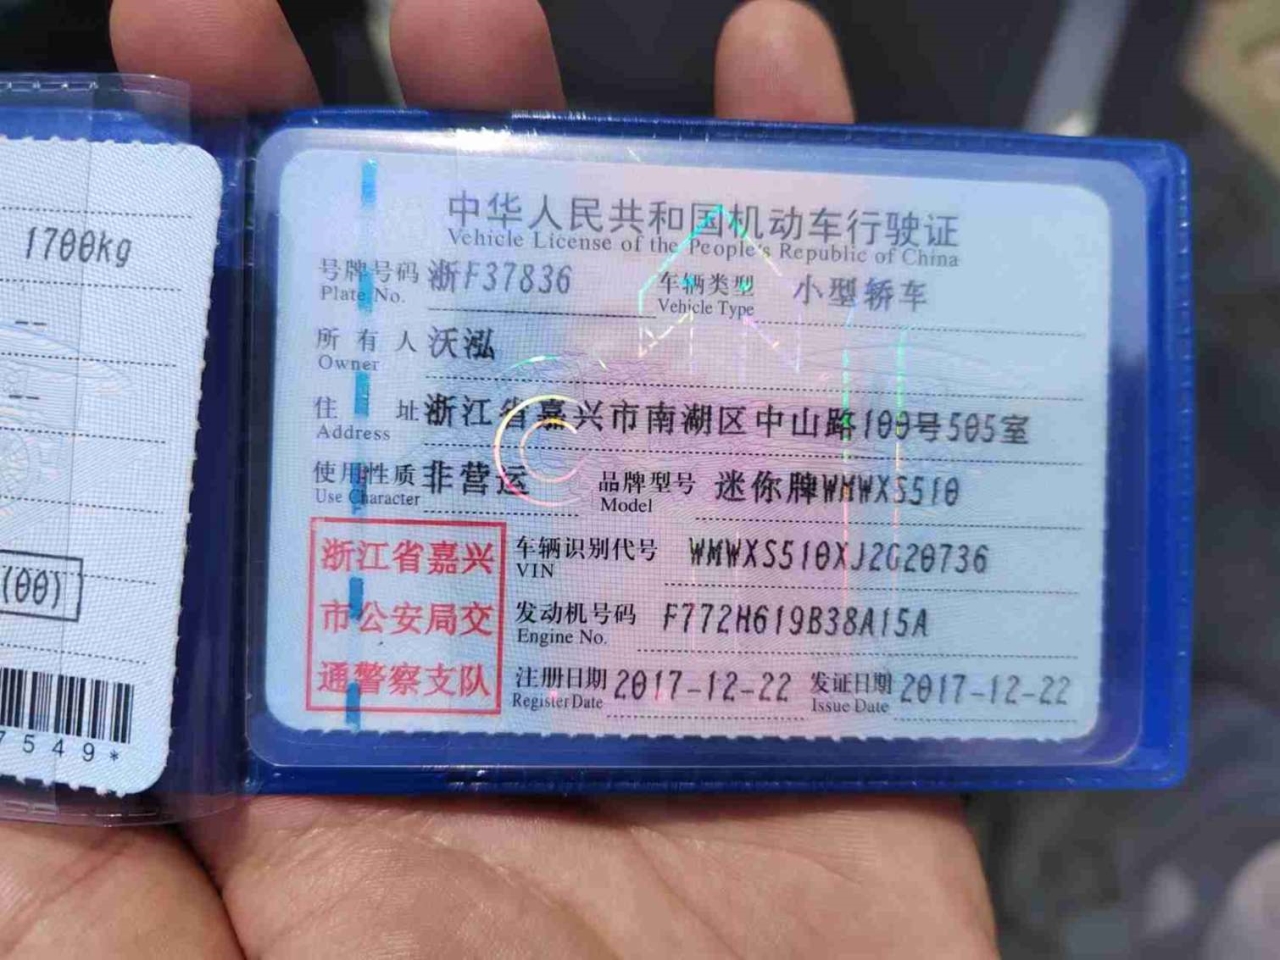 1700kg
--
--
(00)
7549*
中华人民共和国机动车行驶证
Vehicle License of the People's Republic of China
号牌号码 浙F37836 车辆类型 小型轿车
Plate No. Vehicle Type
所有人 沃泓
Owner
住址 浙江省嘉兴市南湖区中山路100号505室
Address
使用性质 非营运 品牌型号 迷你牌WMWXS510
Use Character Model
浙江省嘉兴
市公安局交
通警察支队
车辆识别代号 WMWXS510XJ2G20736
VIN
发动机号码 F772H619B38A15A
Engine No.
注册日期 2017-12-22 发证日期 2017-12-22
Register Date Issue Date